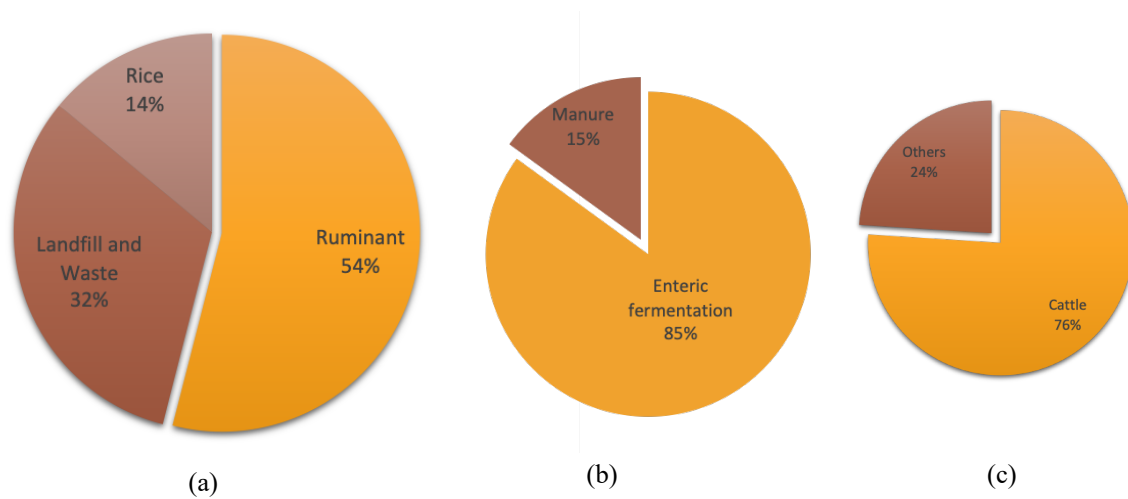 Rice
14%
Landfill and
Waste
32%
Ruminant
54%
(a)
Manure
15%
Enteric
fermentation
85%
(b)
Others
24%
Cattle
76%
(c)